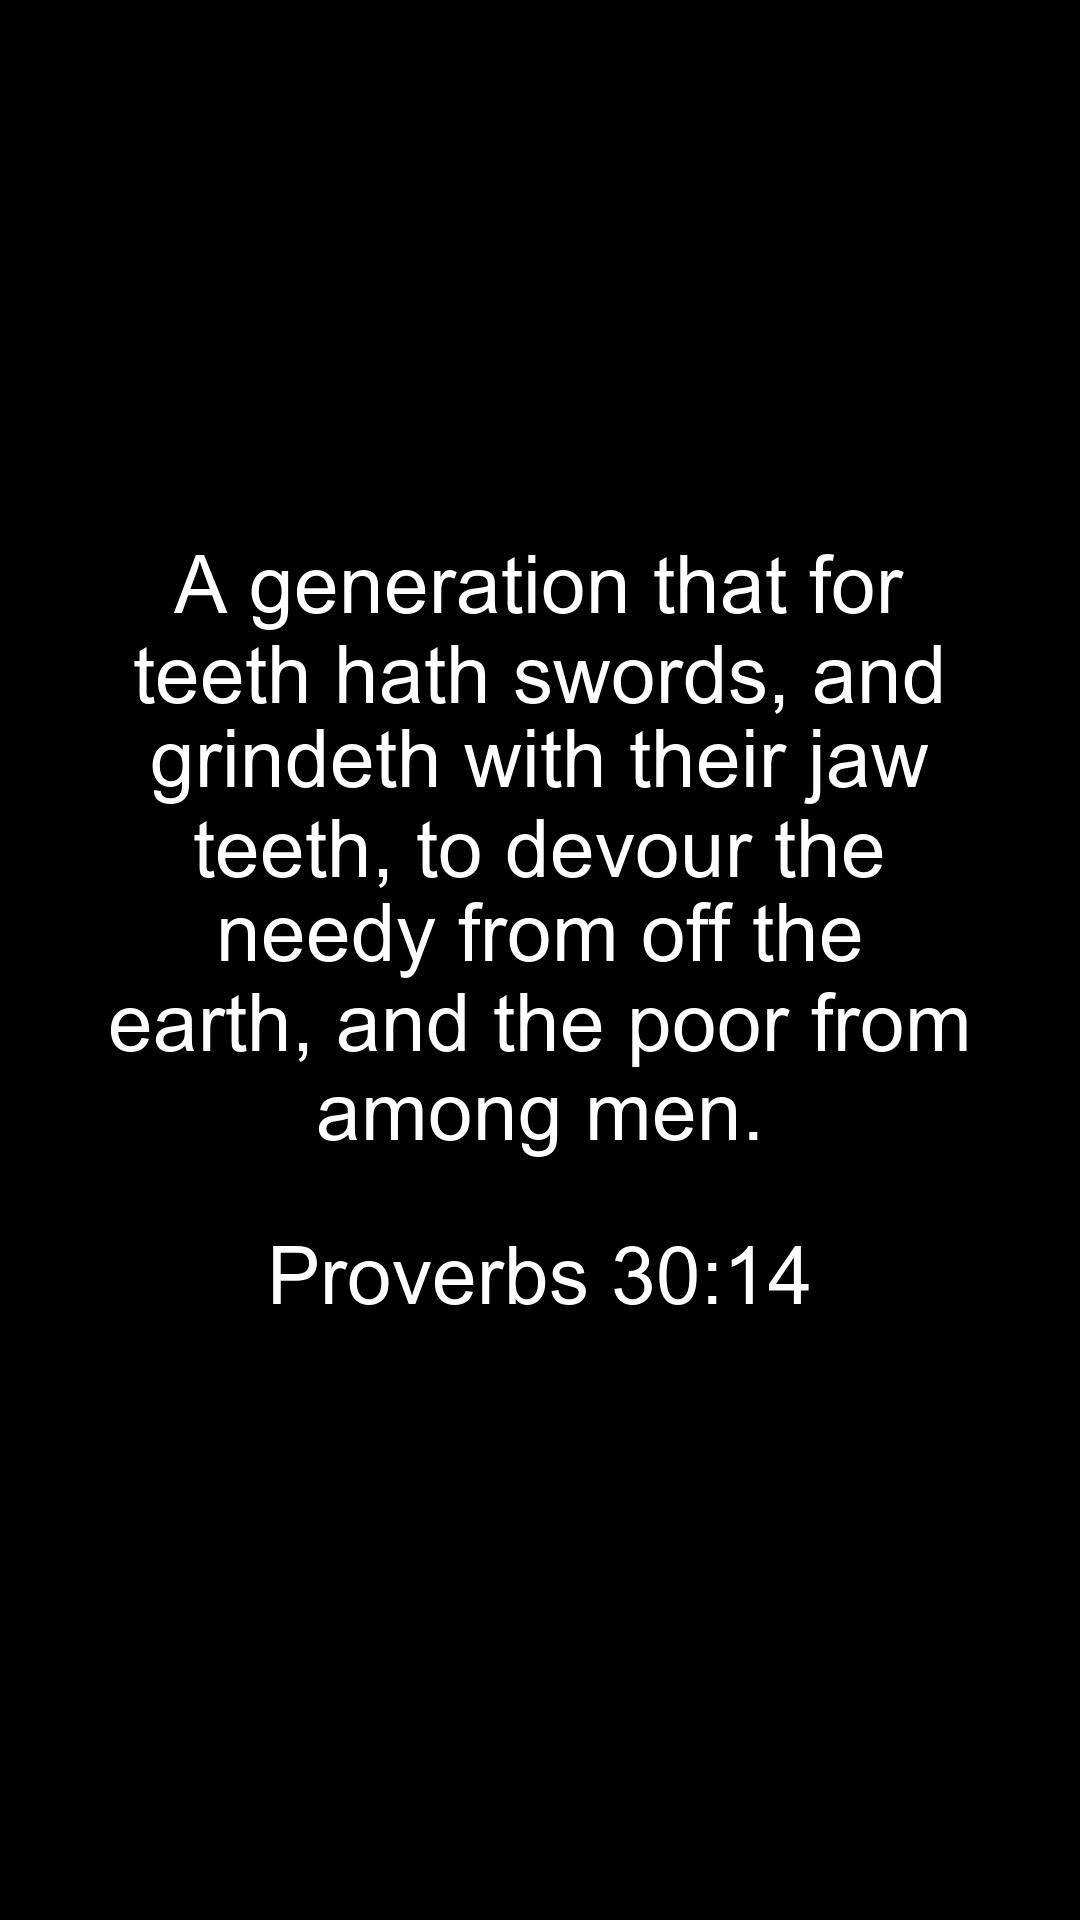 A generation that for
teeth hath swords, and
grindeth with their jaw
teeth, to devour the
needy from off the
earth, and the poor from
among men.
Proverbs 30:14